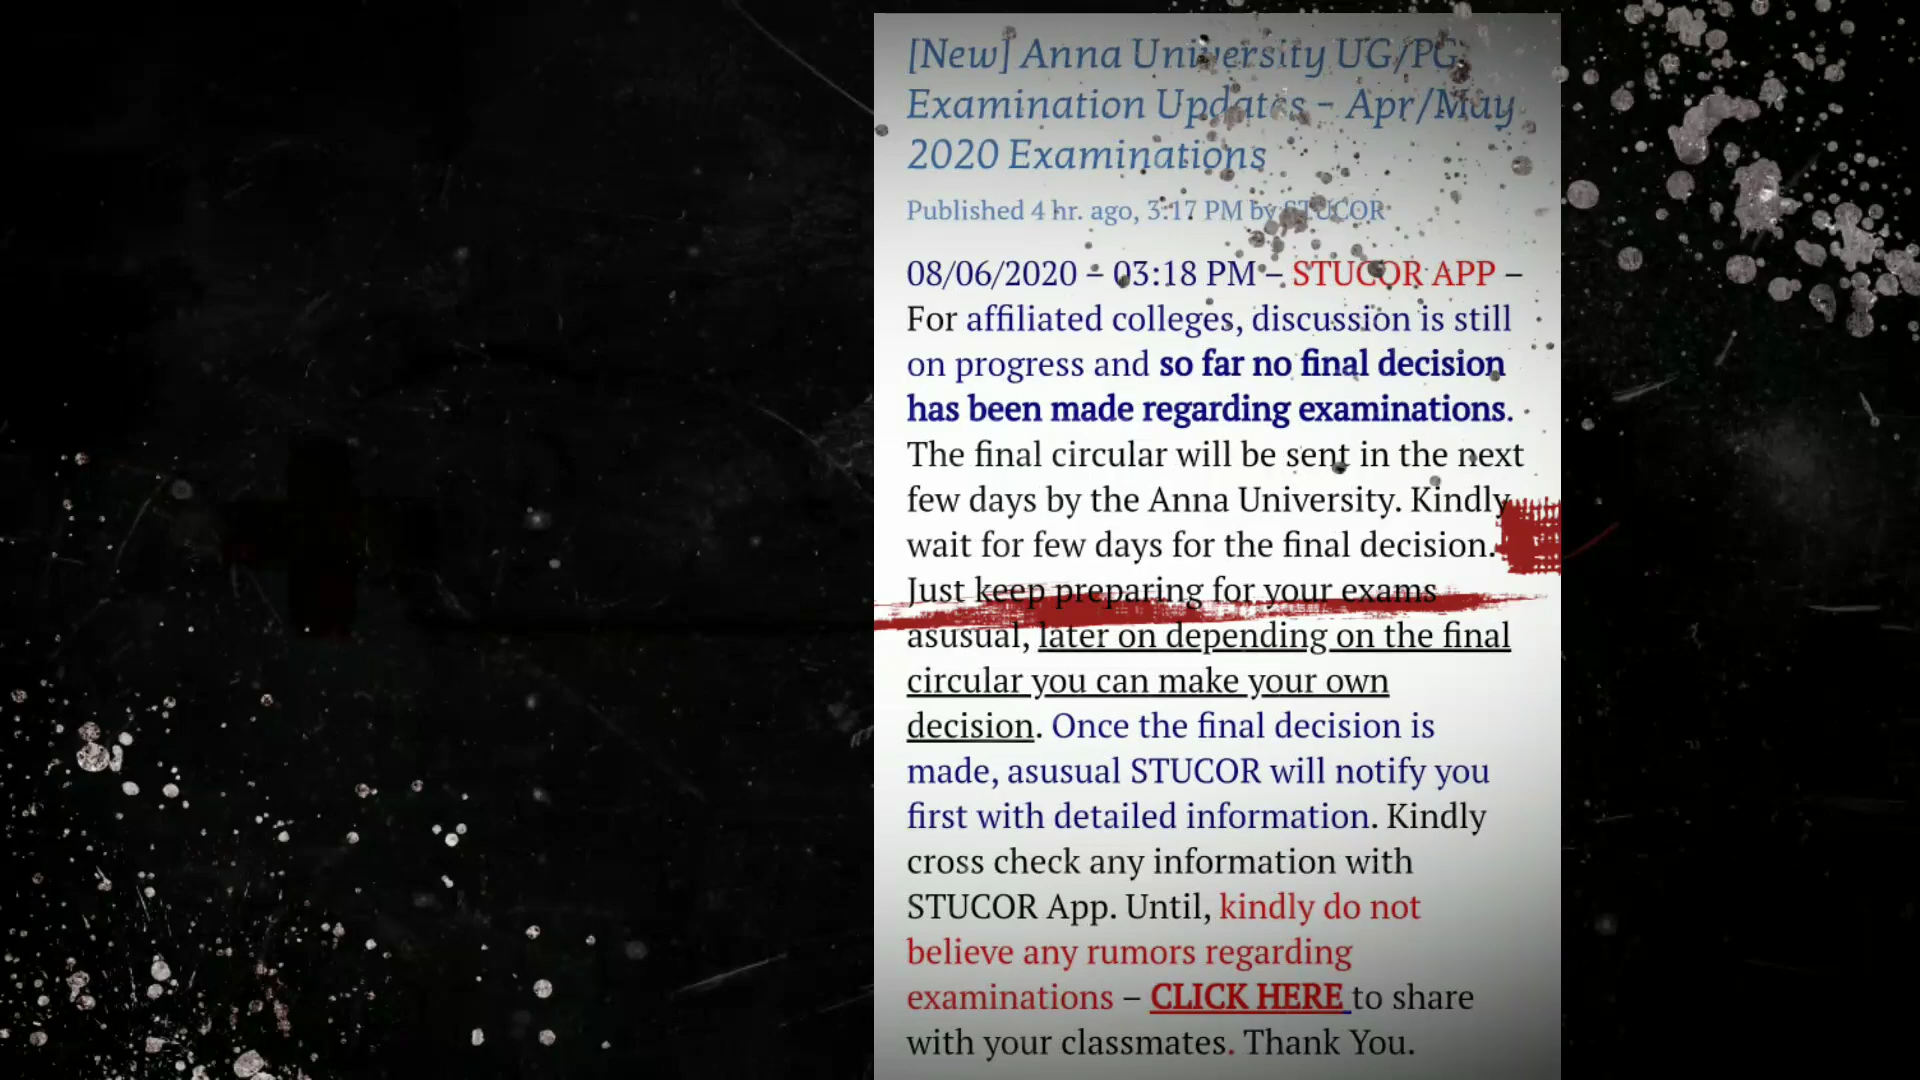 [New] Anna University UG/PG
Examination Updates – Apr/May
2020 Examinations
Published 4 hr. ago, 3:17 PM by STUCOR
08/06/2020 – 03:18 PM – STUCOR APP –
For affiliated colleges, discussion is still
on progress and so far no final decision
has been made regarding examinations.
The final circular will be sent in the next
few days by the Anna University. Kindly
wait for few days for the final decision.
Just keep preparing for your exams
asusual, later on depending on the final
circular you can make your own
decision. Once the final decision is
made, asusual STUCOR will notify you
first with detailed information. Kindly
cross check any information with
STUCOR App. Until, kindly do not
believe any rumors regarding
examinations – CLICK HERE to share
with your classmates. Thank You.